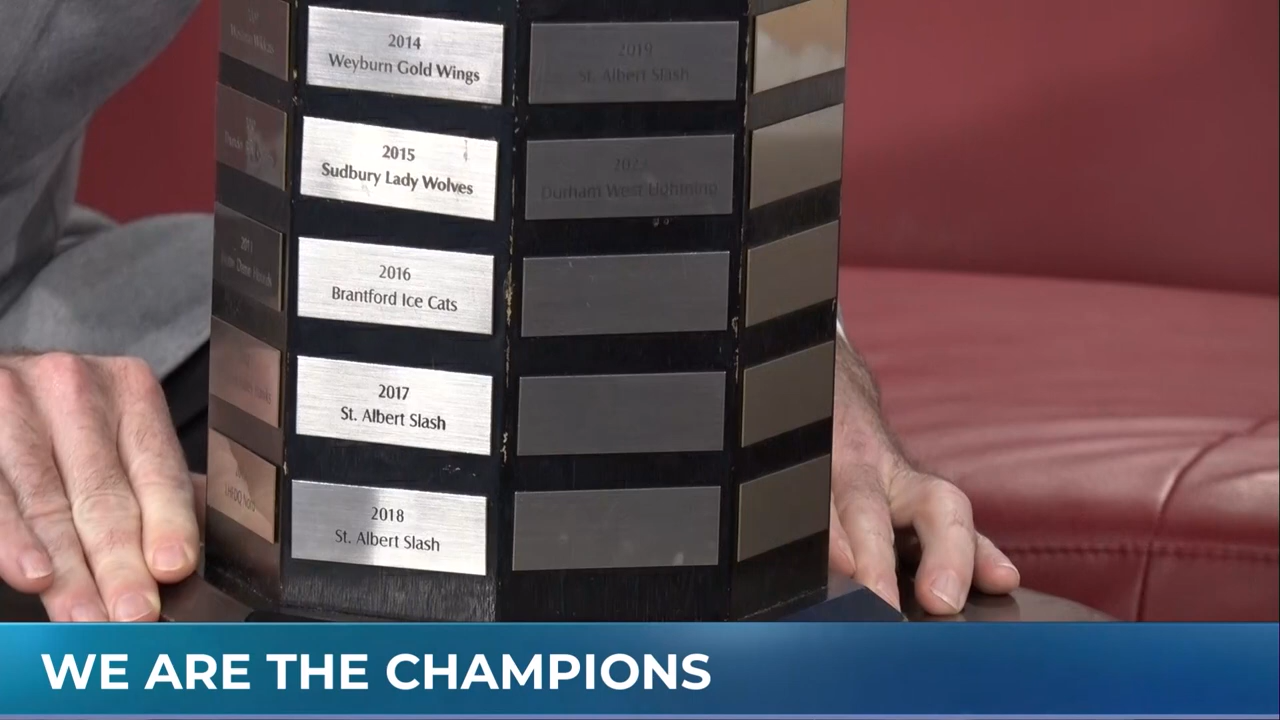 2014
Weyburn Gold Wings
2015
Sudbury Lady Wolves
2016
Brantford Ice Cats
2017
St. Albert Slash
2018
St. Albert Slash
2019
St. Albert Slash
Durham West Lightning
WE ARE THE CHAMPIONS